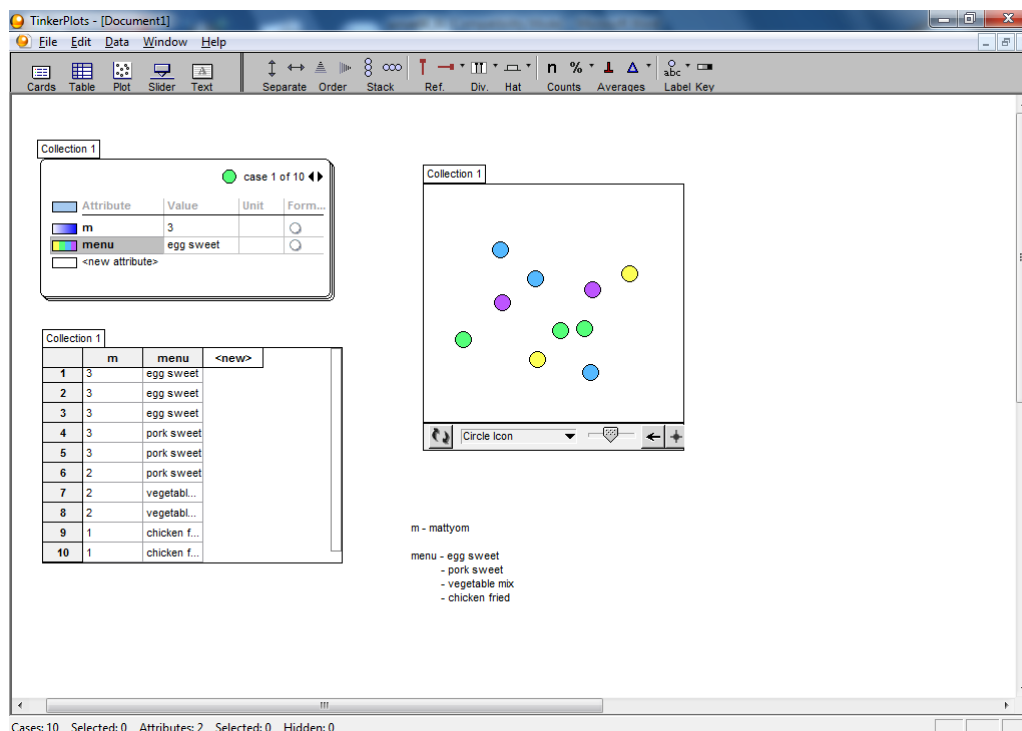 TinkerPlots - [Document1]
File Edit Data Window Help
Cards Table Plot Slider Text Separate Order Stack Ref. Div. Hat Counts Averages Label Key
n %
abc
A
Collection 1
case 1 of 10
Attribute Value Unit Form...
m 3
menu egg sweet
<new attribute>
Collection 1
m menu <new>
1 3 egg sweet
2 3 egg sweet
3 3 egg sweet
4 3 pork sweet
5 3 pork sweet
6 2 pork sweet
7 2 vegetabl...
8 2 vegetabl...
9 1 chicken f...
10 1 chicken f...
Collection 1
Circle Icon
m - mattyom
menu - egg sweet
- pork sweet
- vegetable mix
- chicken fried
Cases: 10 Selected: 0 Attributes: 2 Selected: 0 Hidden: 0